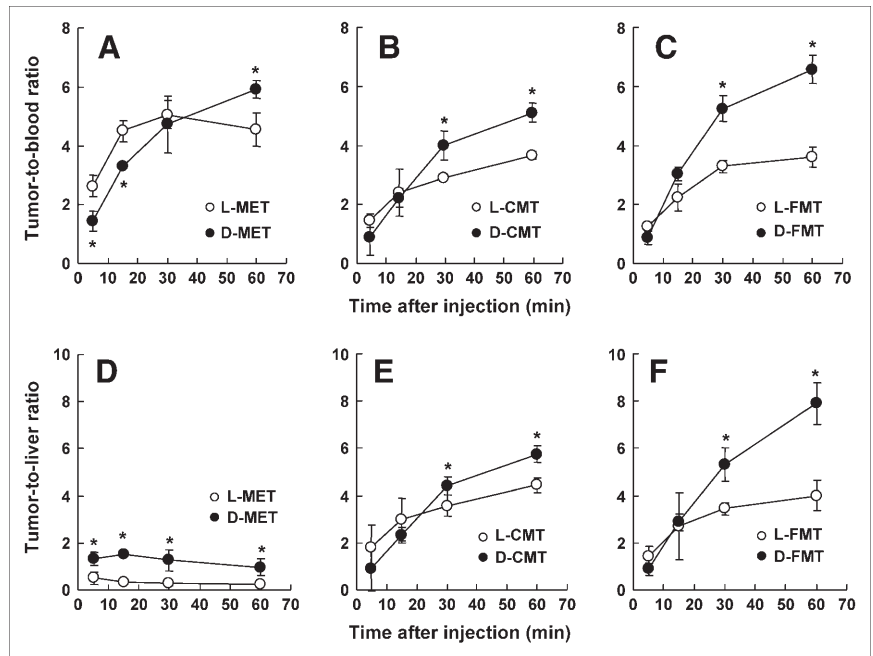 A
B
C
8
6
4
2
0
0 10 20 30 40 50 60 70
Tumor-to-blood ratio
*
*
*
L-MET
D-MET
8
6
4
2
0
0 10 20 30 40 50 60 70
*
*
L-CMT
D-CMT
8
6
4
2
0
0 10 20 30 40 50 60 70
*
*
L-FMT
D-FMT
Time after injection (min)
D
E
F
10
8
6
4
2
0
0 10 20 30 40 50 60 70
Tumor-to-liver ratio
L-MET
D-MET
* * * *
10
8
6
4
2
0
0 10 20 30 40 50 60 70
*
*
L-CMT
D-CMT
10
8
6
4
2
0
0 10 20 30 40 50 60 70
*
*
L-FMT
D-FMT
Time after injection (min)